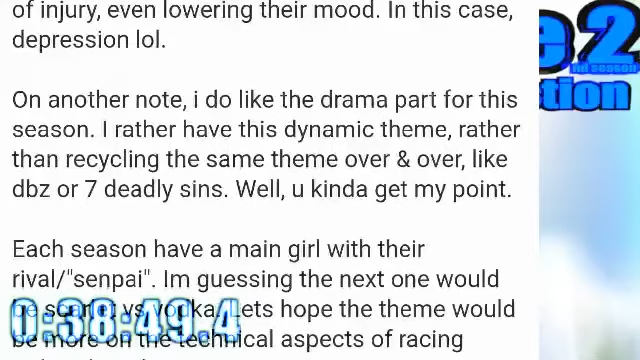 of injury, even lowering their mood. In this case,
depression lol.
On another note, i do like the drama part for this
season. I rather have this dynamic theme, rather
than recycling the same theme over & over, like
dbz or 7 deadly sins. Well, u kinda get my point.
Each season have a main girl with their
rival/"senpai". Im guessing the next one would
be scarlet vs vodka. Lets hope the theme would
be more on the technical aspects of racing
0:38:49.4
e 2
nd season
tion